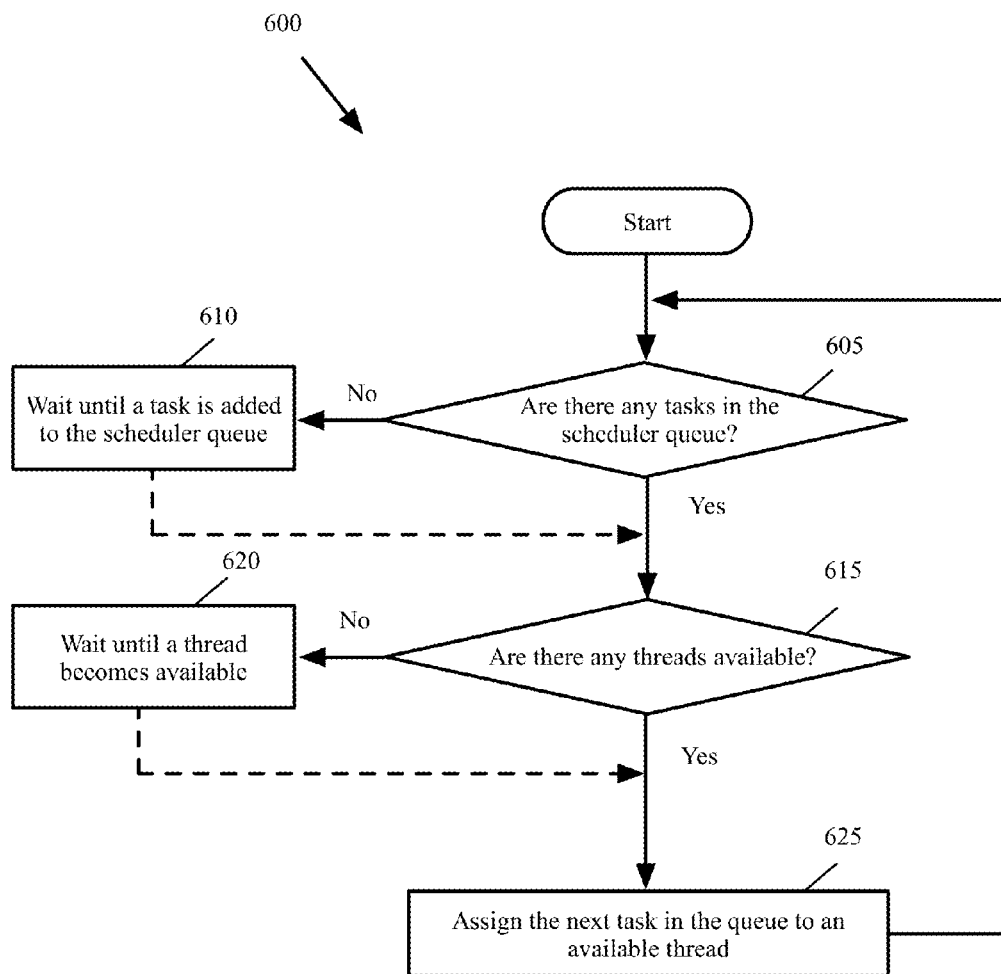 600
Start
605
Are there any tasks in the
scheduler queue?
No
610
Wait until a task is added
to the scheduler queue
Yes
615
Are there any threads available?
No
620
Wait until a thread
becomes available
Yes
625
Assign the next task in the queue to an
available thread